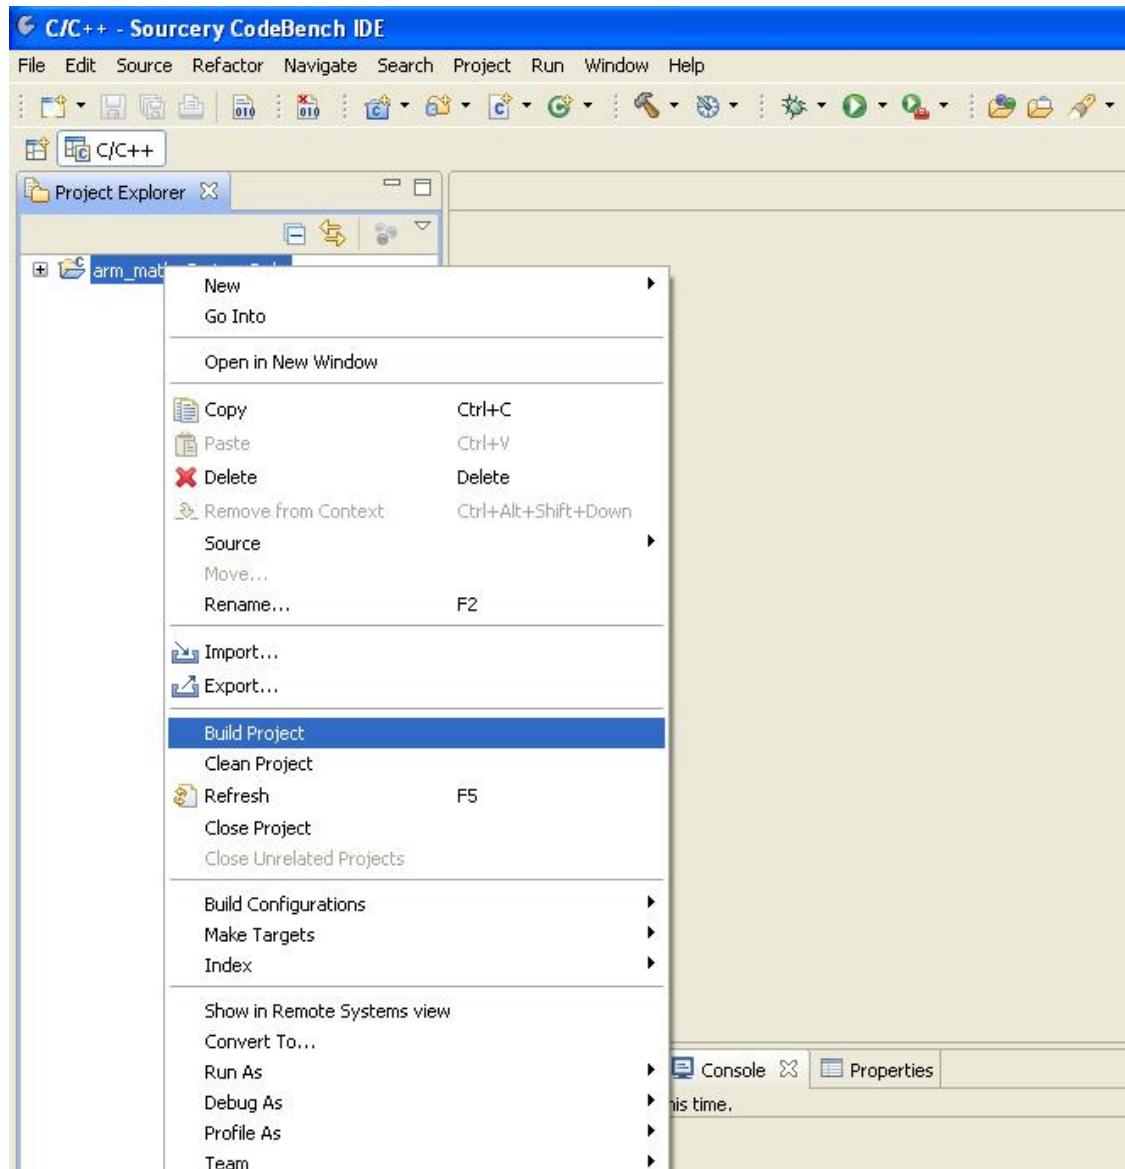 C/C++ - Sourcery CodeBench IDE
File Edit Source Refactor Navigate Search Project Run Window Help
C/C++
Project Explorer
New
Go Into
Open in New Window
Copy Ctrl+C
Paste Ctrl+V
Delete Delete
Remove from Context Ctrl+Alt+Shift+Down
Source
Move...
Rename... F2
Import...
Export...
Build Project
Clean Project
Refresh F5
Close Project
Close Unrelated Projects
Build Configurations
Make Targets
Index
Show in Remote Systems view
Convert To...
Run As
Console Properties
Debug As
his time.
Profile As
Team